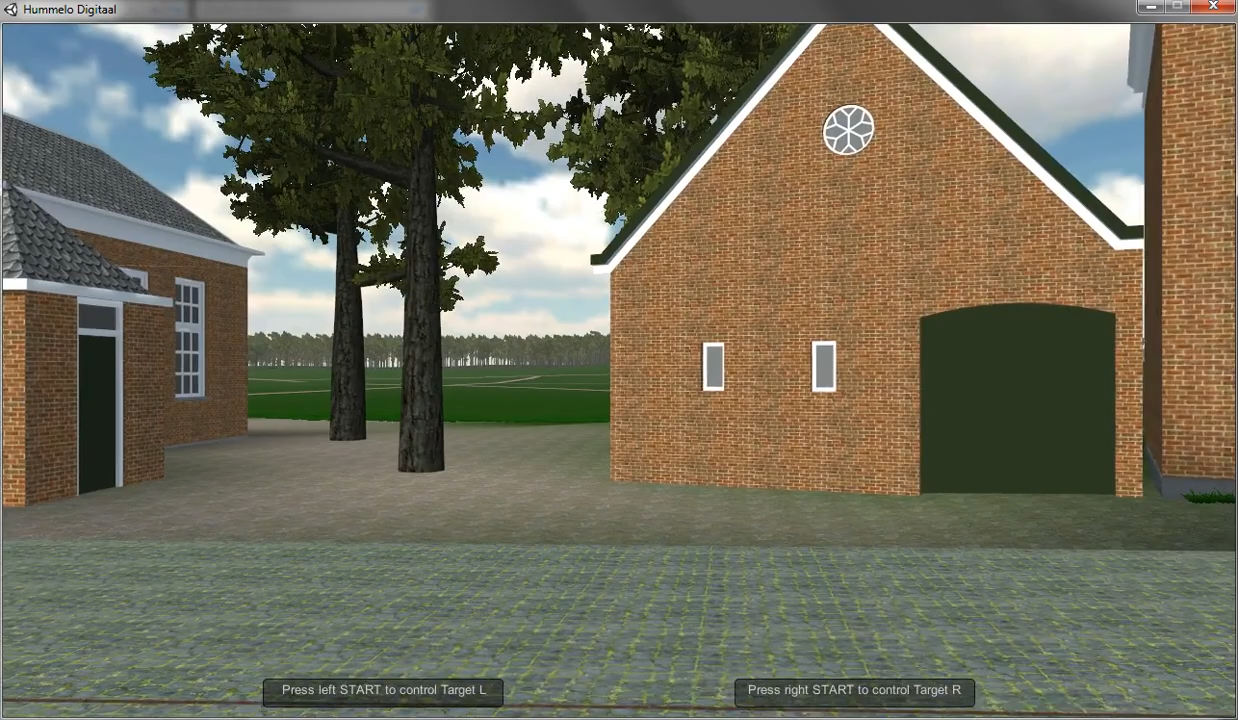 Hummelo Digitaal
Press left START to control Target L
Press right START to control Target R